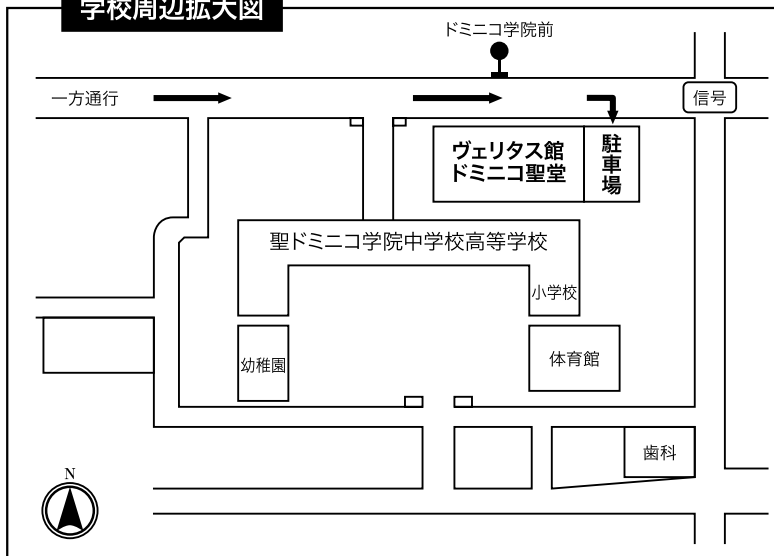 学校周辺拡大図
ドミニコ学院前
一方通行
信号
ヴェリタス館
ドミニコ聖堂
駐車場
聖ドミニコ学院中学校高等学校
小学校
幼稚園
体育館
歯科
N